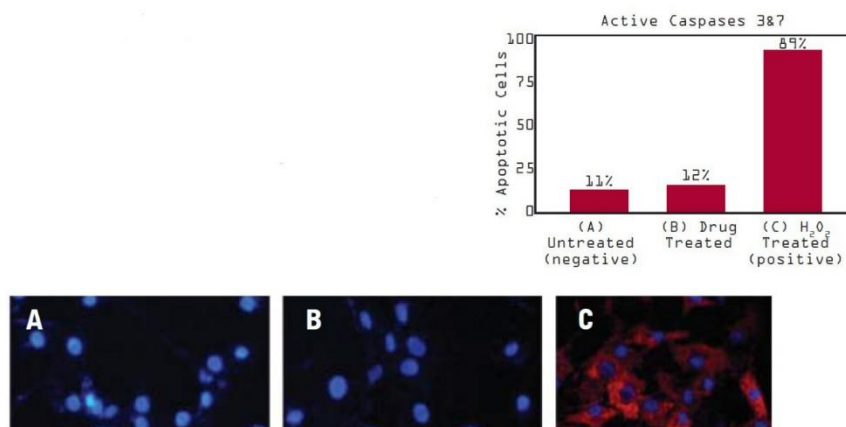 Active Caspases 3&7
% Apoptotic Cells
100
75
50
25
0
11%
12%
89%
(A)
Untreated
(negative)
(B) Drug
Treated
(C) H₂O₂
Treated
(positive)
A
B
C